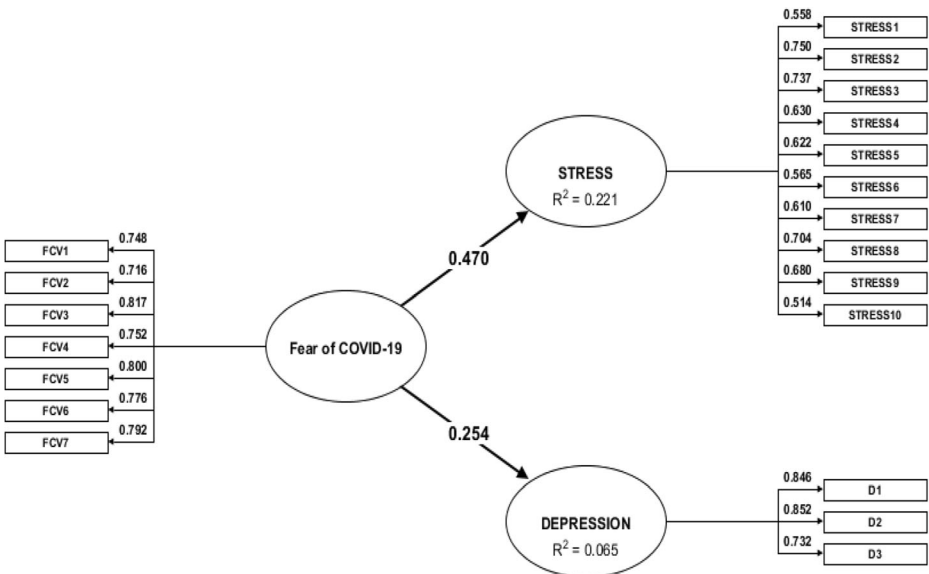 0.558
STRESS1
0.750
STRESS2
0.737
STRESS3
0.630
STRESS4
0.622
STRESS5
0.565
STRESS6
0.610
STRESS7
0.704
STRESS8
0.680
STRESS9
0.514
STRESS10
STRESS
R² = 0.221
0.470
0.748
FCV1
0.716
FCV2
0.817
FCV3
0.752
FCV4
0.800
FCV5
0.776
FCV6
0.792
FCV7
Fear of COVID-19
0.254
DEPRESSION
R² = 0.065
0.846
D1
0.852
D2
0.732
D3